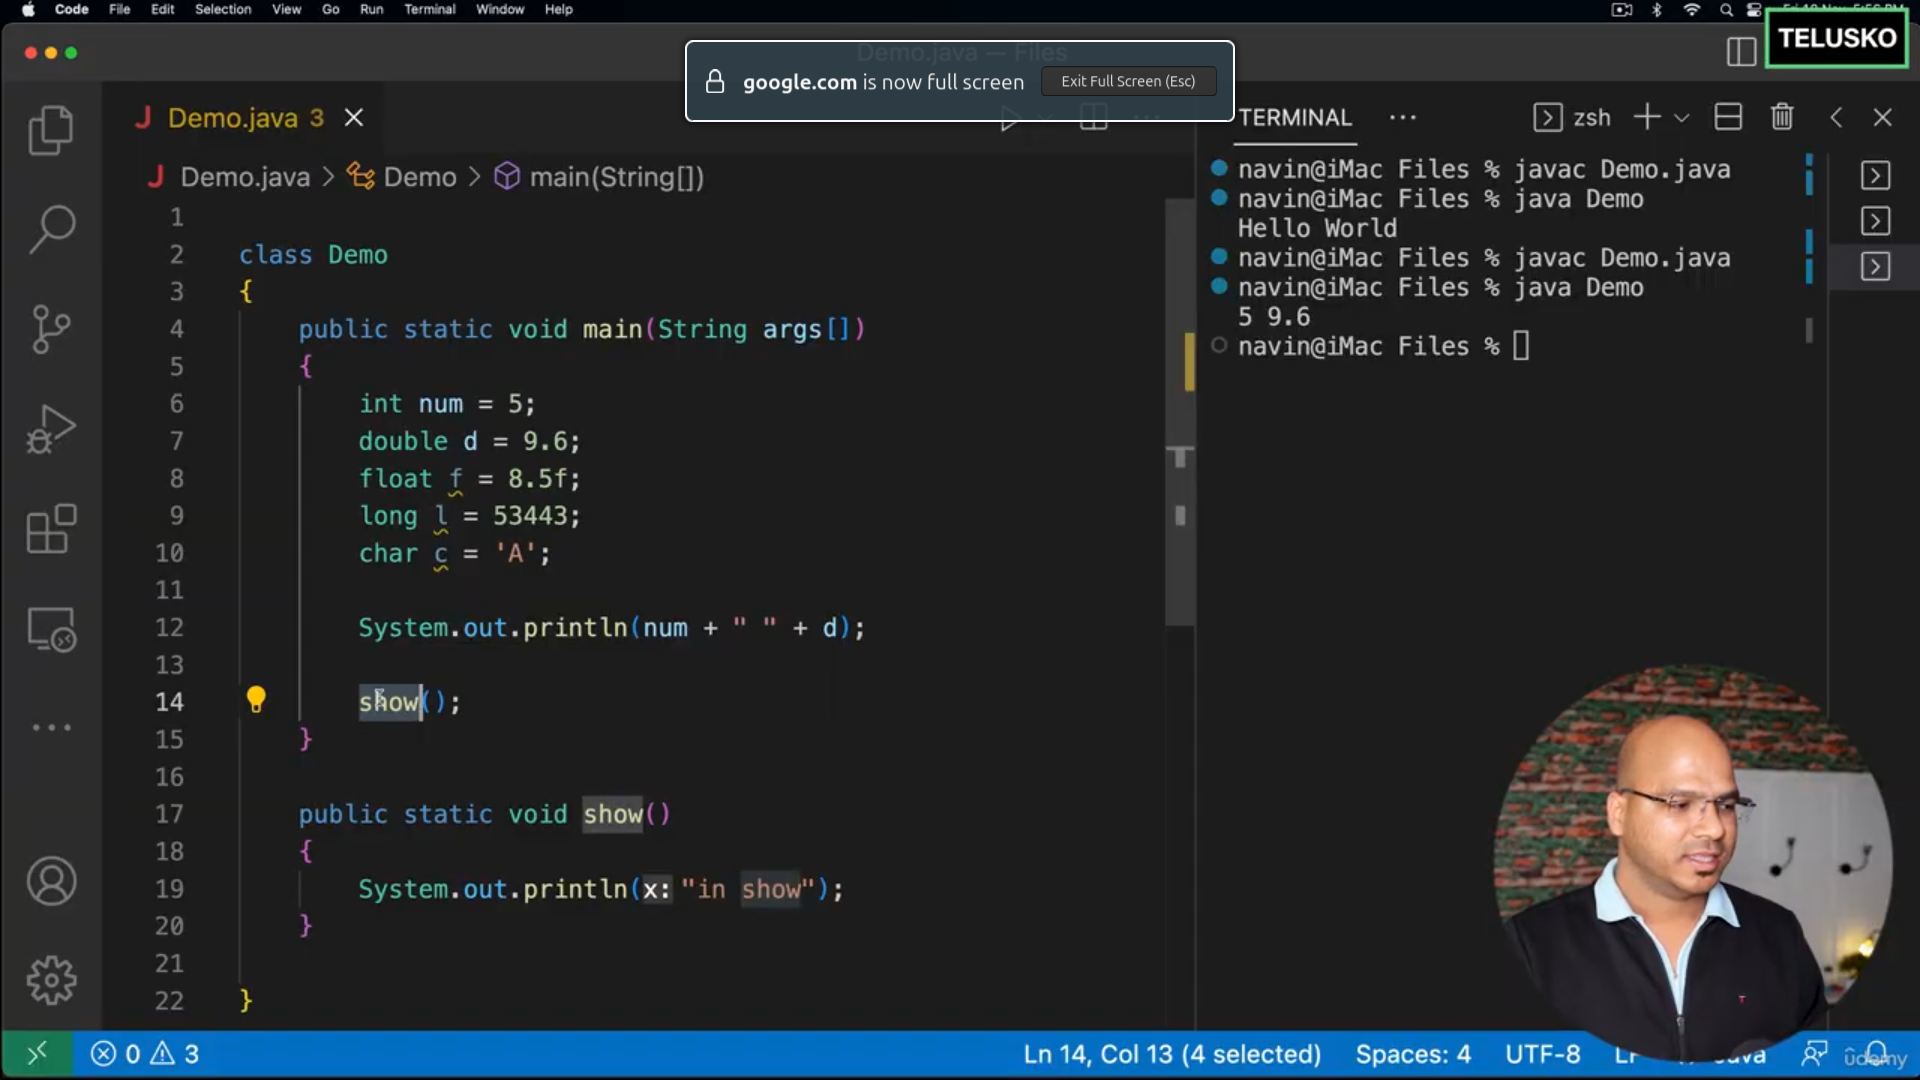 Code File Edit Selection View Go Run Terminal Window Help
TELUSKO
Demo.java — Files
google.com is now full screen Exit Full Screen (Esc)
Demo.java 3
Demo.java > Demo > main(String[])
1
2 class Demo
3 {
4 public static void main(String args[])
5 {
6 int num = 5;
7 double d = 9.6;
8 float f = 8.5f;
9 long l = 53443;
10 char c = 'A';
11
12 System.out.println(num + " " + d);
13
14 show();
15 }
16
17 public static void show()
18 {
19 System.out.println(x: "in show");
20 }
21
22 }
TERMINAL ... zsh
navin@iMac Files % javac Demo.java
navin@iMac Files % java Demo
Hello World
navin@iMac Files % javac Demo.java
navin@iMac Files % java Demo
5 9.6
navin@iMac Files %
0 3 Ln 14, Col 13 (4 selected) Spaces: 4 UTF-8
udemy